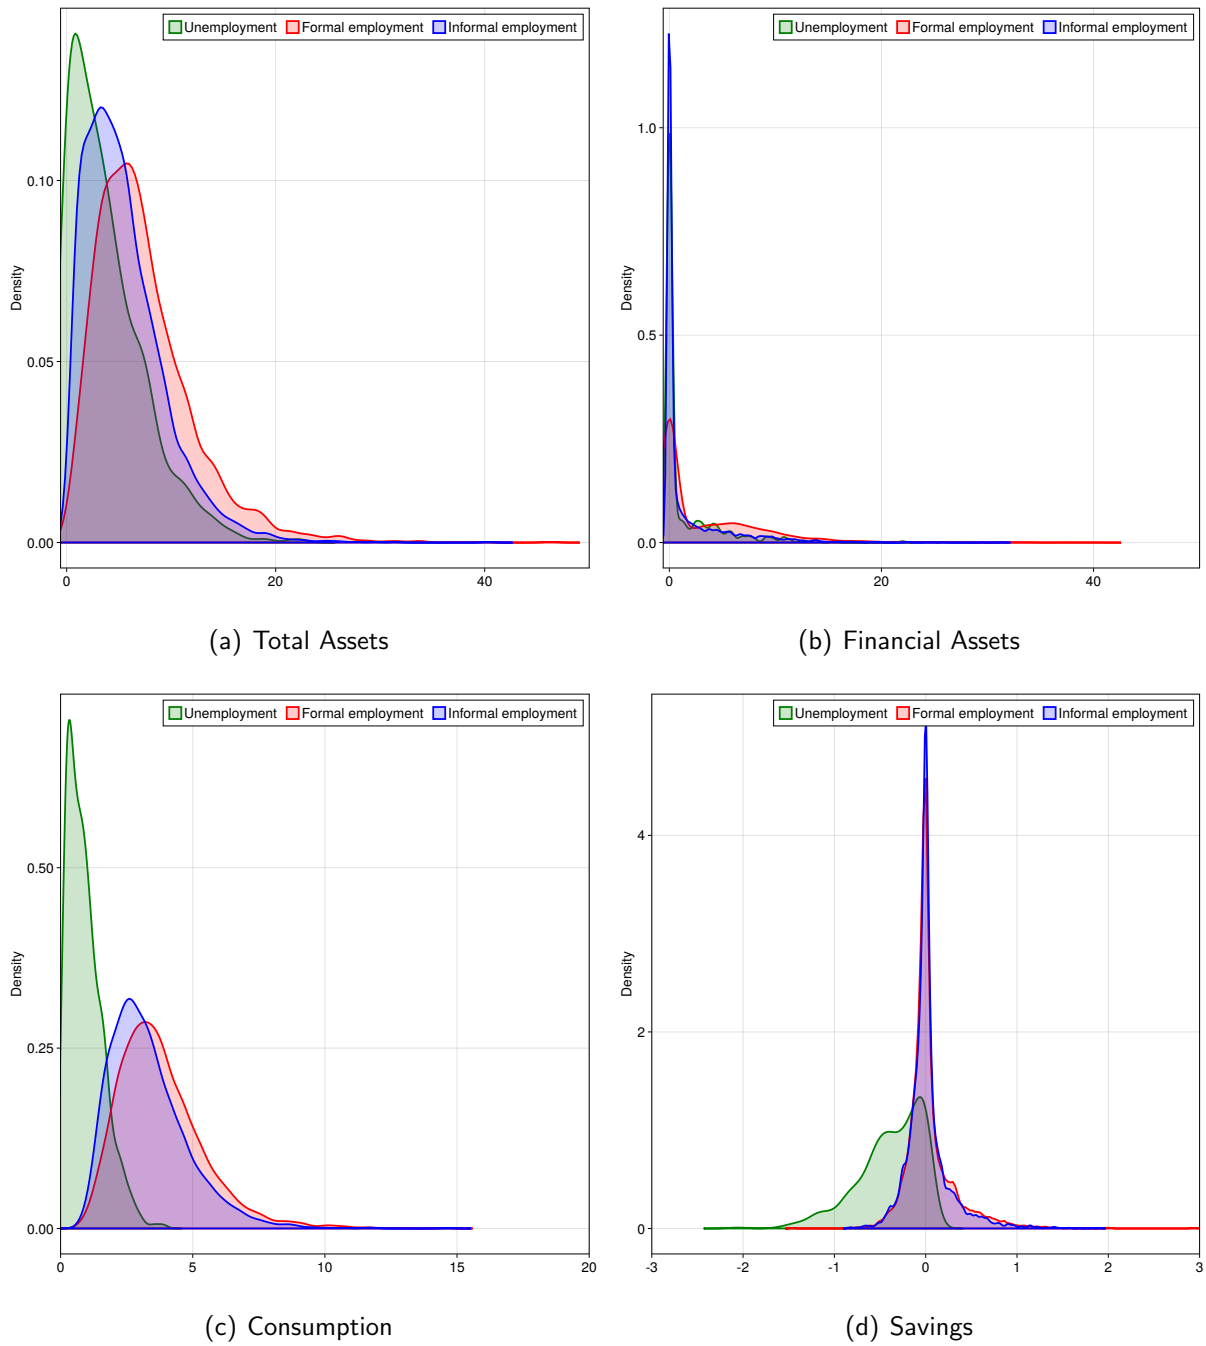 Unemployment Formal employment Informal employment
Density
0.10
0.05
0.00
0 20 40
(a) Total Assets
Unemployment Formal employment Informal employment
Density
1.0
0.5
0.0
0 20 40
(b) Financial Assets
Unemployment Formal employment Informal employment
Density
0.50
0.25
0.00
0 5 10 15 20
(c) Consumption
Unemployment Formal employment Informal employment
Density
4
2
0
-3 -2 -1 0 1 2 3
(d) Savings